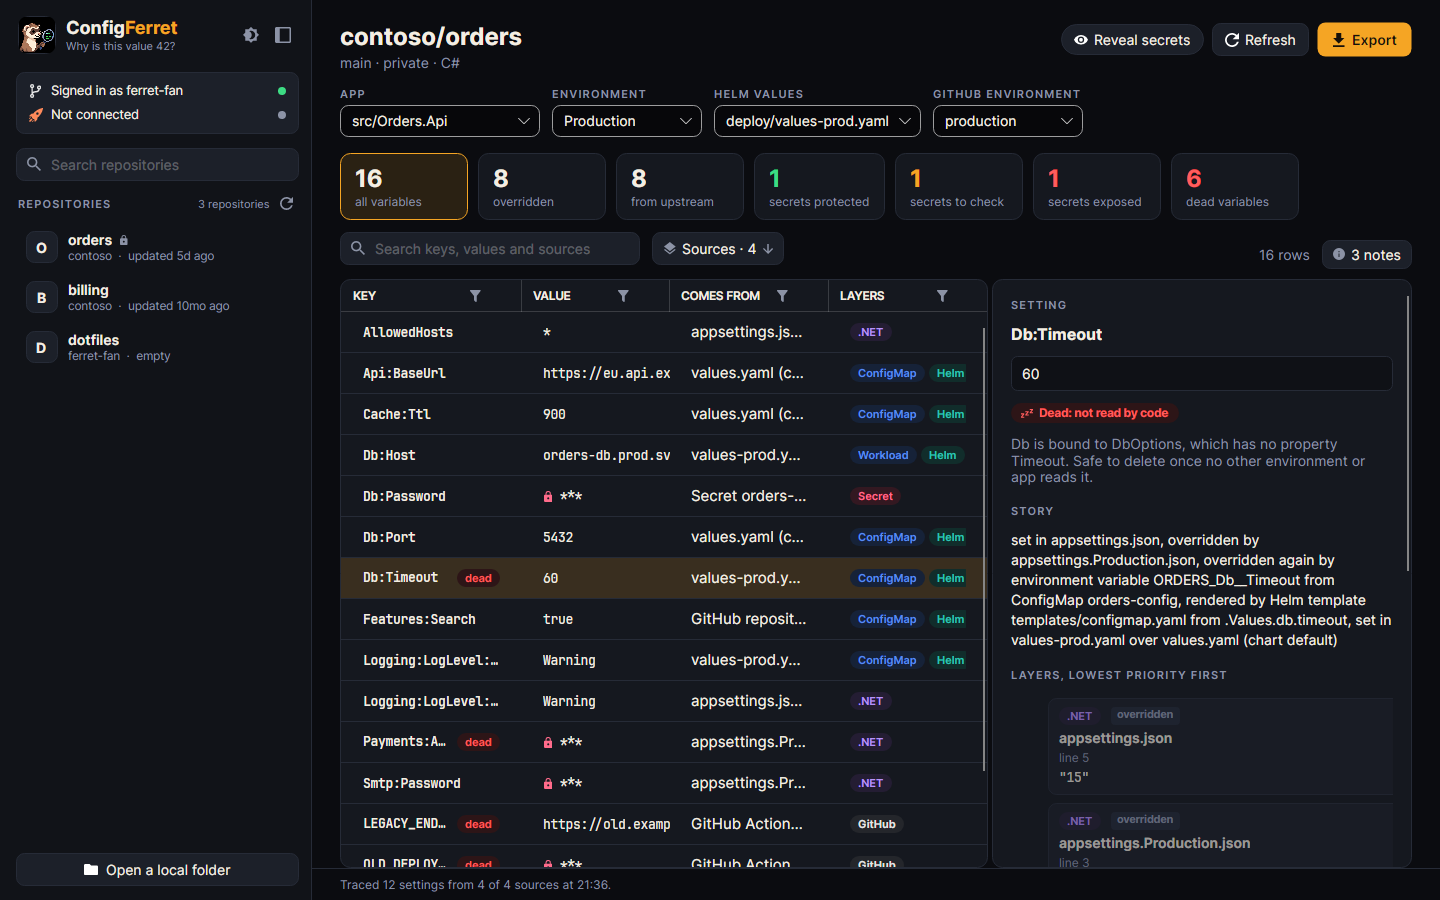 ConfigFerret
Why is this value 42?
Signed in as ferret-fan
Not connected
Search repositories
REPOSITORIES
3 repositories
O
orders
contoso · updated 5d ago
B
billing
contoso · updated 10mo ago
D
dotfiles
ferret-fan · empty
Open a local folder
contoso/orders
main · private · C#
Reveal secrets
Refresh
Export
APP
ENVIRONMENT
HELM VALUES
GITHUB ENVIRONMENT
src/Orders.Api
Production
deploy/values-prod.yaml
production
16
all variables
8
overridden
8
from upstream
1
secrets protected
1
secrets to check
1
secrets exposed
6
dead variables
Search keys, values and sources
Sources · 4
16 rows
3 notes
KEY VALUE COMES FROM LAYERS
AllowedHosts * appsettings.js... .NET
Api:BaseUrl https://eu.api.ex values.yaml (c... ConfigMap Helm
Cache:Ttl 900 values.yaml (c... ConfigMap Helm
Db:Host orders-db.prod.sv values-prod.y... Workload Helm
Db:Password *** Secret orders-... Secret
Db:Port 5432 values.yaml (c... ConfigMap Helm
Db:Timeout dead 60 values-prod.y... ConfigMap Helm
Features:Search true GitHub reposit... ConfigMap Helm
Logging:LogLevel:… Warning values-prod.y... ConfigMap Helm
Logging:LogLevel:… Warning appsettings.js... .NET
Payments:A… dead *** appsettings.Pr... .NET
Smtp:Password *** appsettings.Pr... .NET
LEGACY_END… dead https://old.examp GitHub Action... GitHub
OLD_DEPLOY… dead *** GitHub Action... GitHub
SETTING
Db:Timeout
60
zzz Dead: not read by code
Db is bound to DbOptions, which has no property
Timeout. Safe to delete once no other environment or
app reads it.
STORY
set in appsettings.json, overridden by
appsettings.Production.json, overridden again by
environment variable ORDERS_Db__Timeout from
ConfigMap orders-config, rendered by Helm template
templates/configmap.yaml from .Values.db.timeout, set in
values-prod.yaml over values.yaml (chart default)
LAYERS, LOWEST PRIORITY FIRST
.NET overridden
appsettings.json
line 5
"15"
.NET overridden
appsettings.Production.json
line 3
Traced 12 settings from 4 of 4 sources at 21:36.